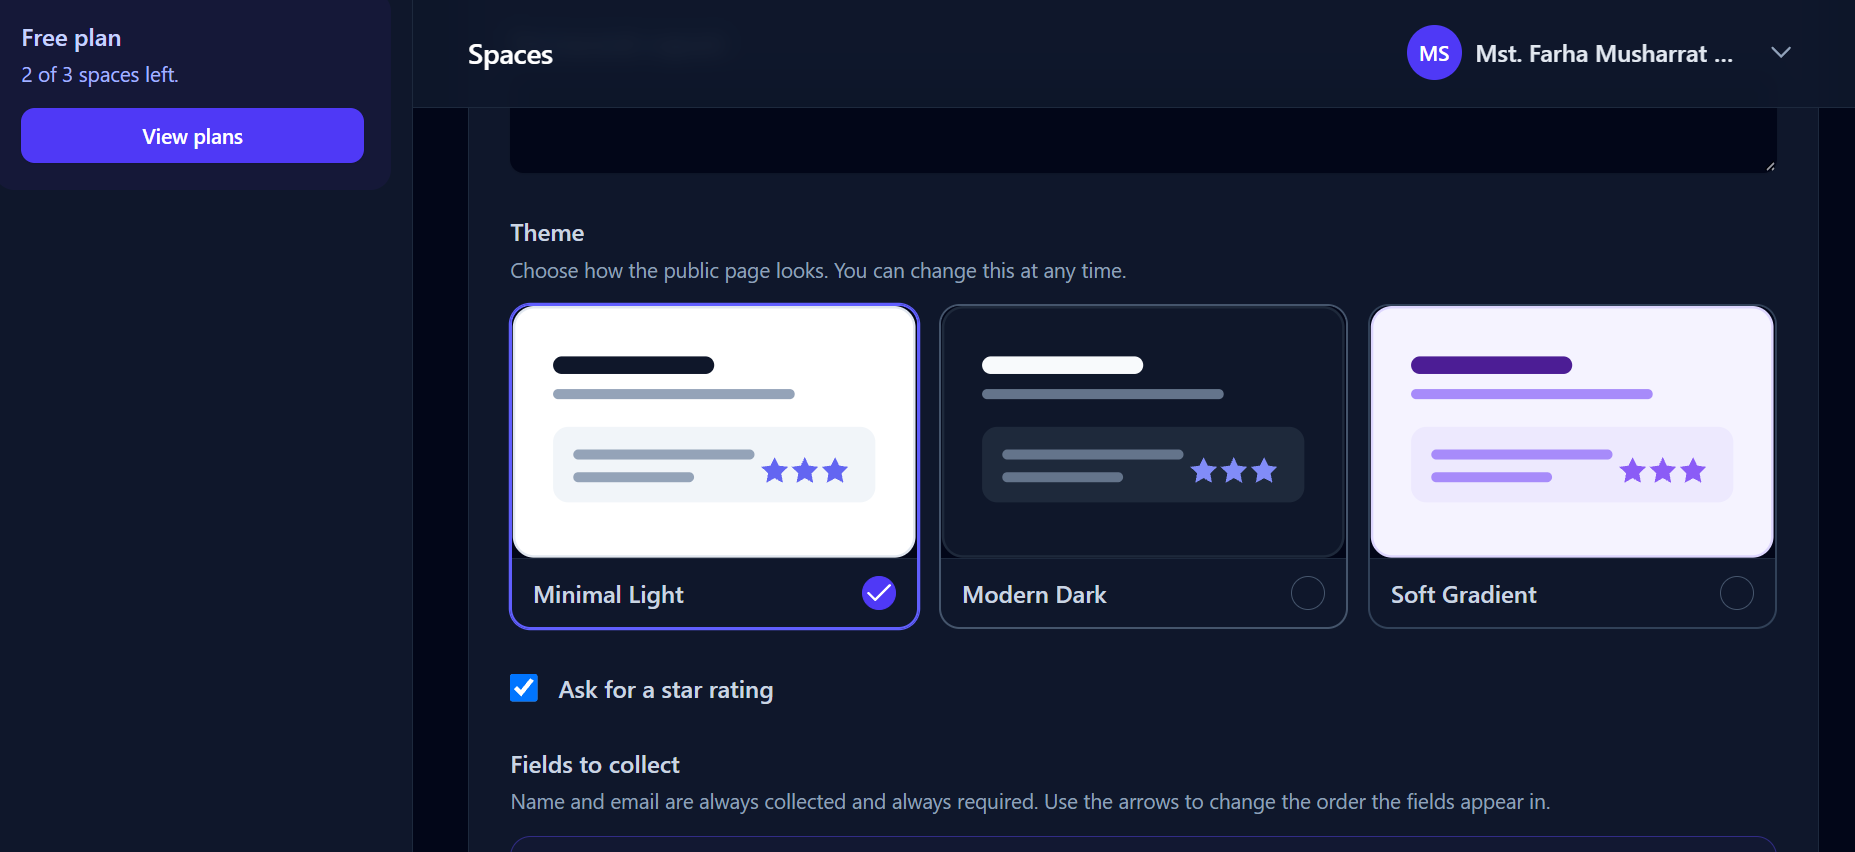 Free plan
2 of 3 spaces left.
View plans
Spaces
MS
Mst. Farha Musharrat ...
Theme
Choose how the public page looks. You can change this at any time.
Minimal Light
Modern Dark
Soft Gradient
Ask for a star rating
Fields to collect
Name and email are always collected and always required. Use the arrows to change the order the fields appear in.